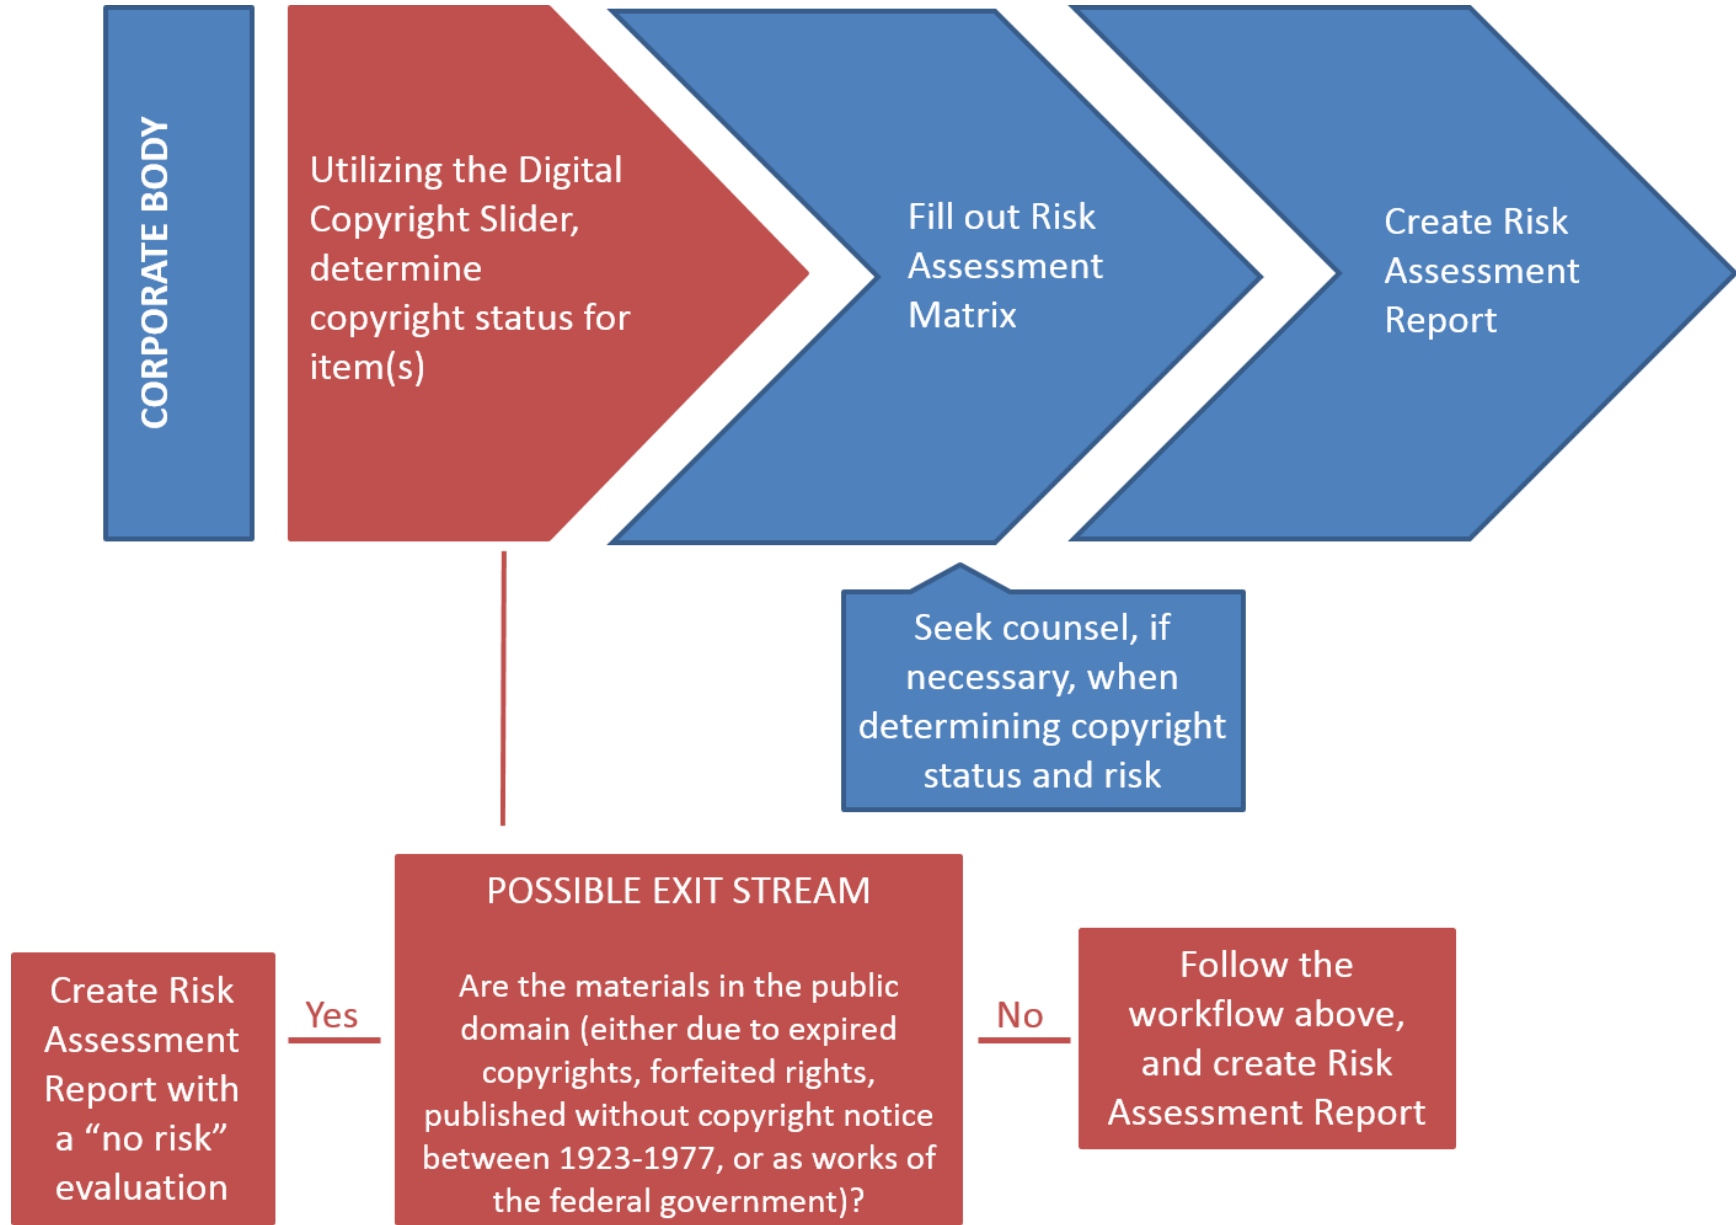 CORPORATE BODY
Utilizing the Digital
Copyright Slider,
determine
copyright status for
item(s)
Fill out Risk
Assessment
Matrix
Create Risk
Assessment
Report
Seek counsel, if
necessary, when
determining copyright
status and risk
POSSIBLE EXIT STREAM
Are the materials in the public
domain (either due to expired
copyrights, forfeited rights,
published without copyright notice
between 1923-1977, or as works of
the federal government)?
Yes
Create Risk
Assessment
Report with
a “no risk”
evaluation
No
Follow the
workflow above,
and create Risk
Assessment Report